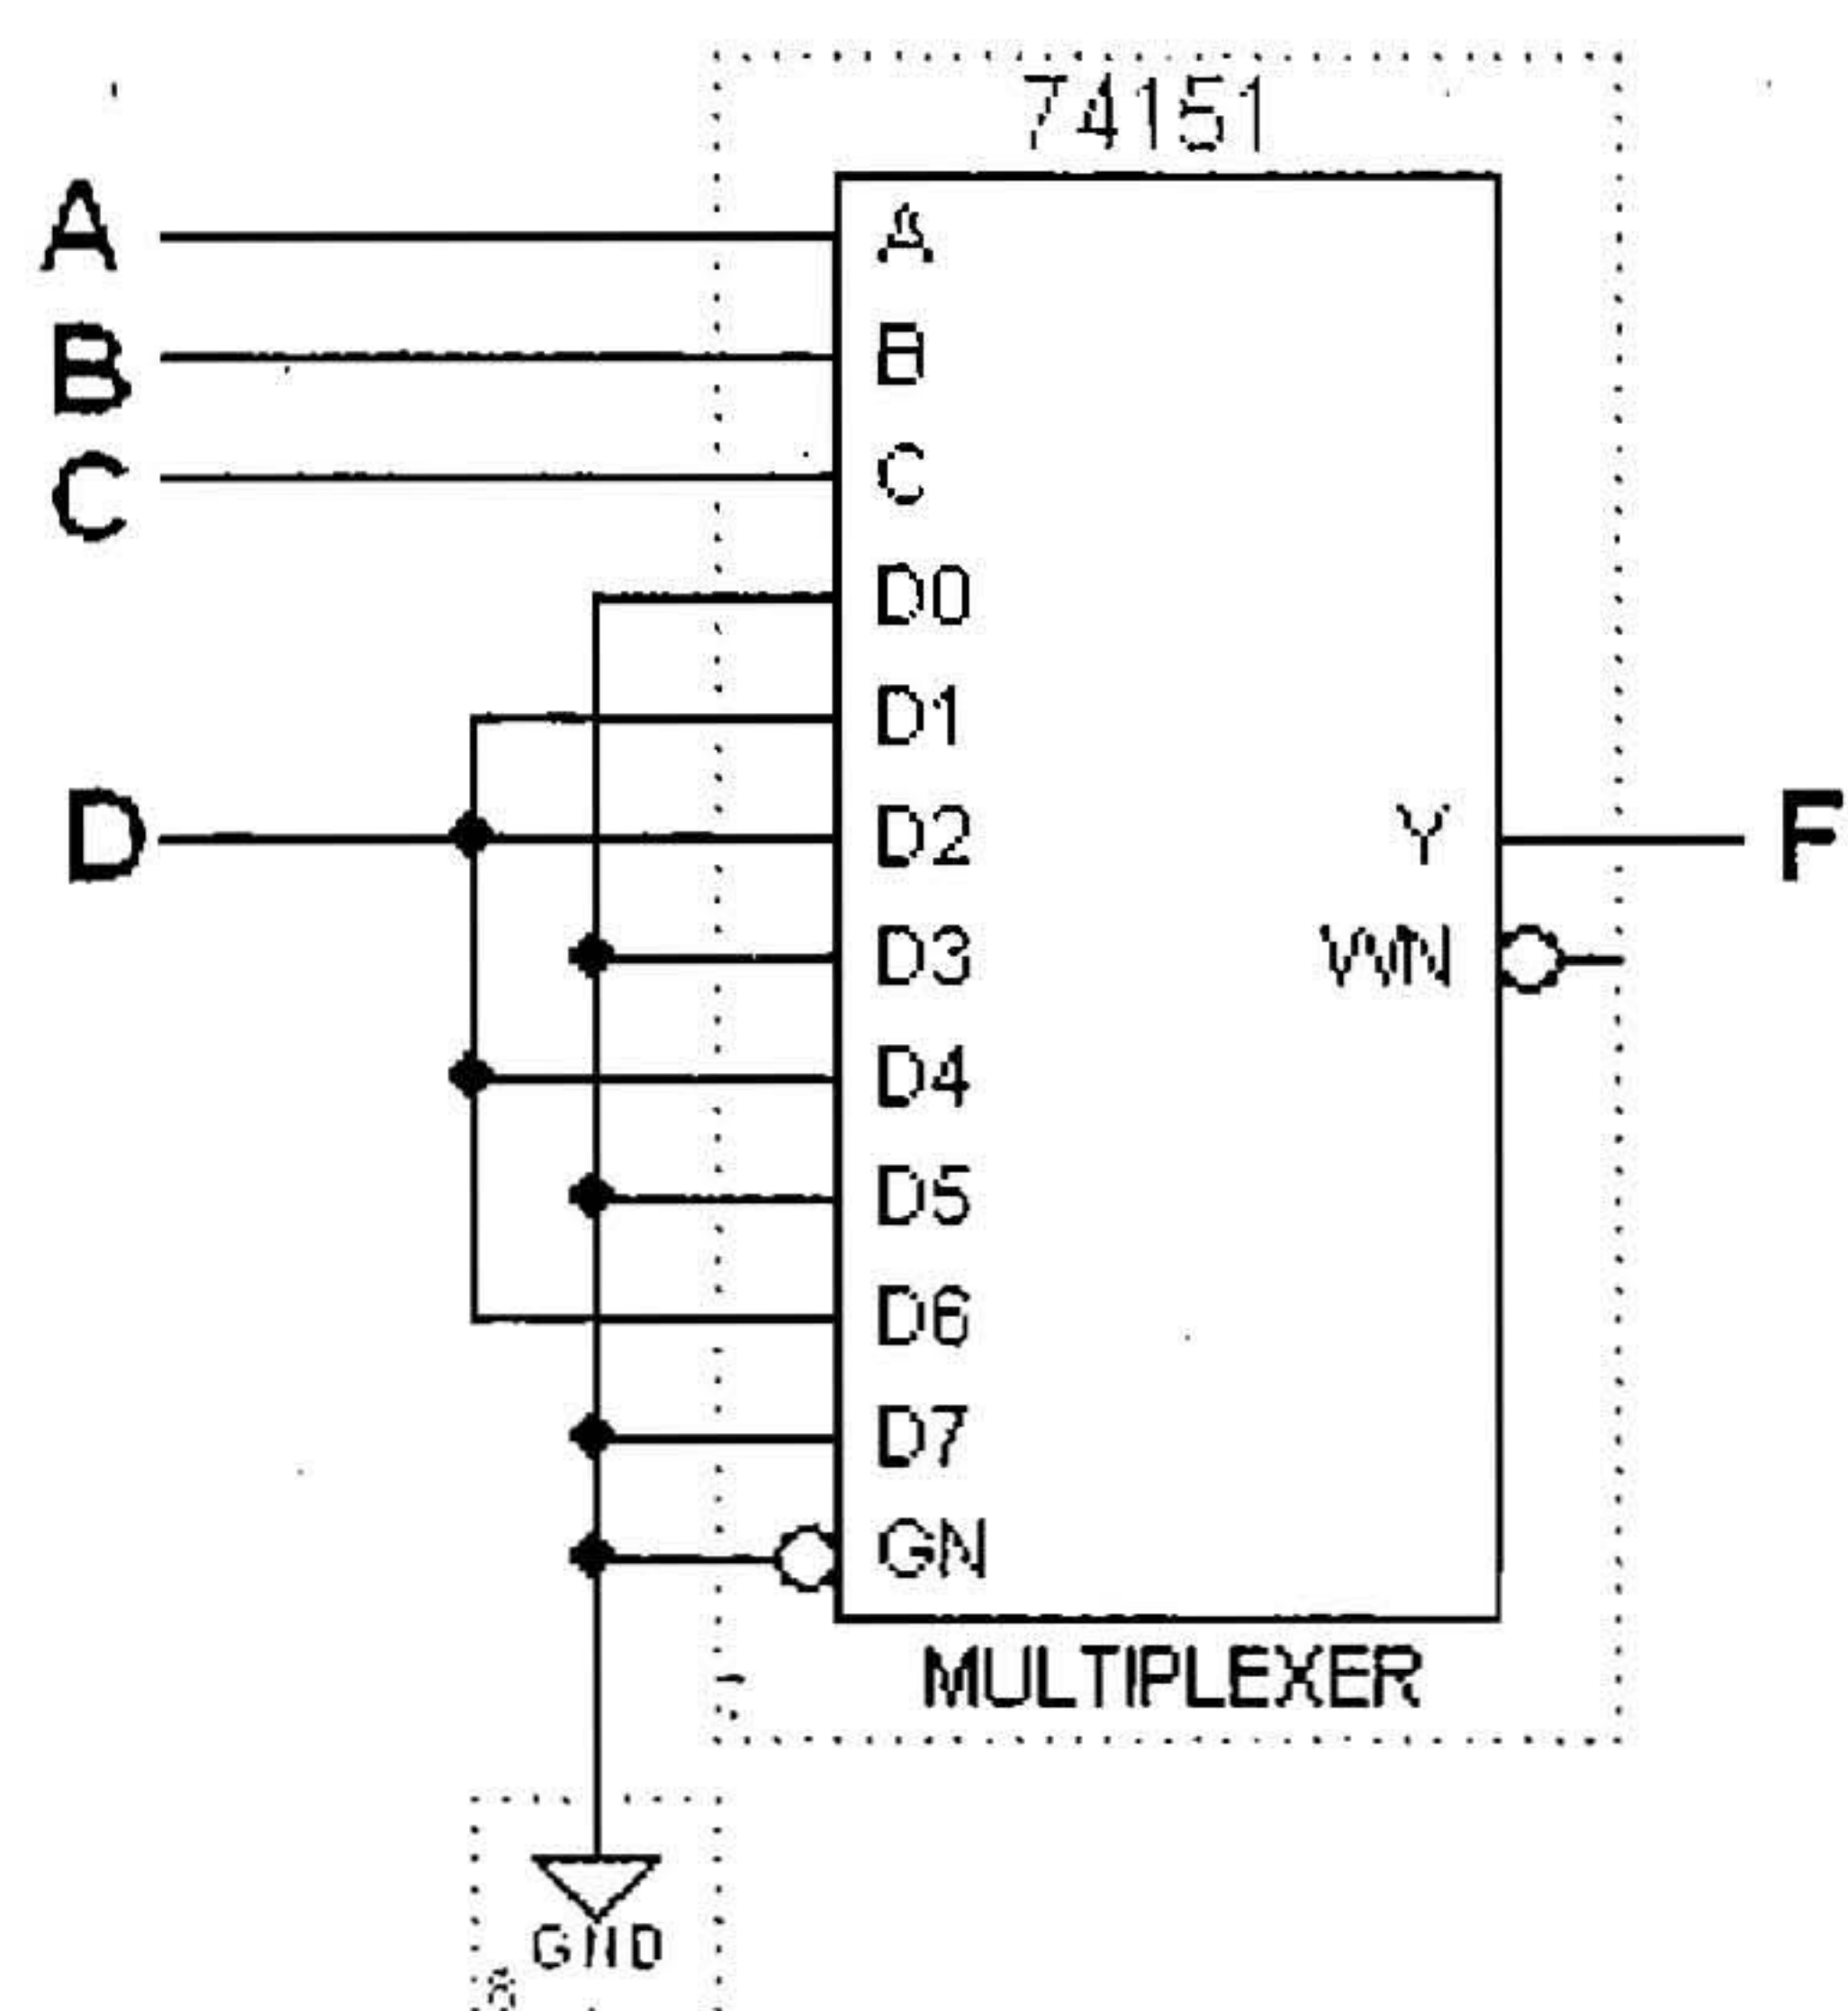 74151
A A
B B
C C
D0
D1
D D2 Y F
D3 WN
D4
D5
D6
D7
GN
MULTIPLEXER
GND